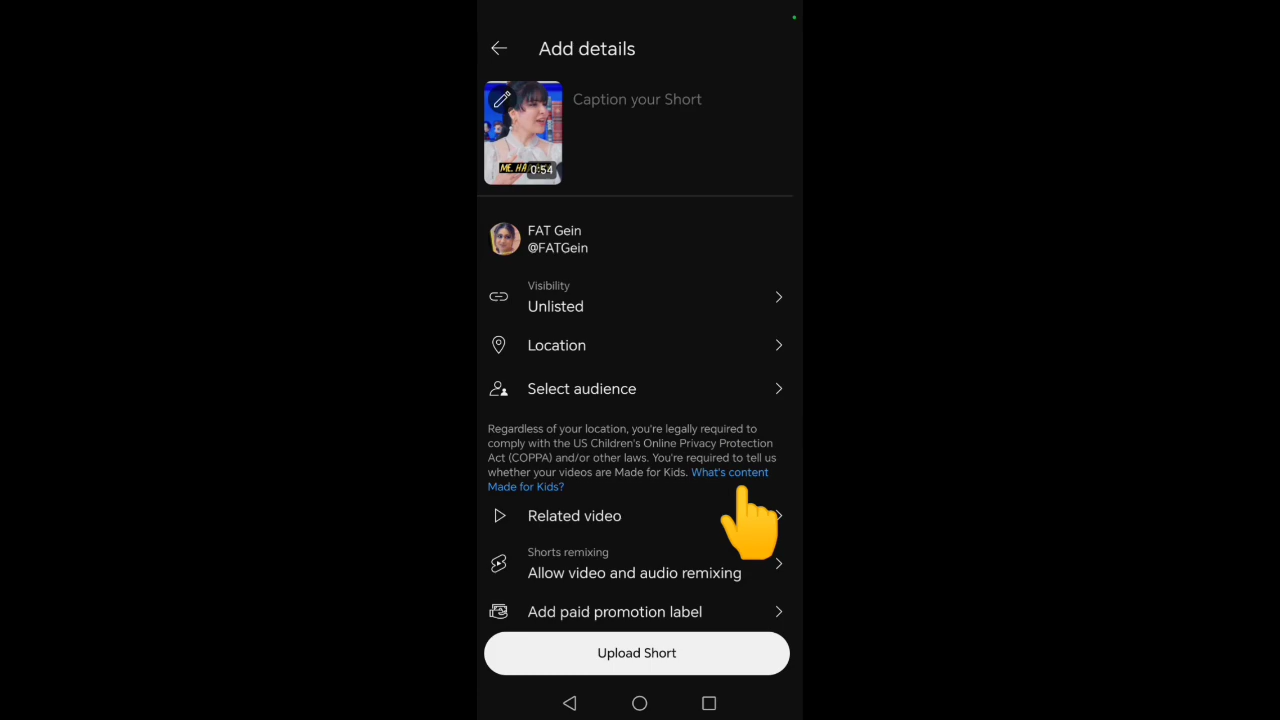 Add details
Caption your Short
ME. HA
0:54
FAT Gein
@FATGein
Visibility
Unlisted
Location
Select audience
Regardless of your location, you're legally required to
comply with the US Children's Online Privacy Protection
Act (COPPA) and/or other laws. You're required to tell us
whether your videos are Made for Kids. What's content
Made for Kids?
Related video
Shorts remixing
Allow video and audio remixing
Add paid promotion label
Upload Short